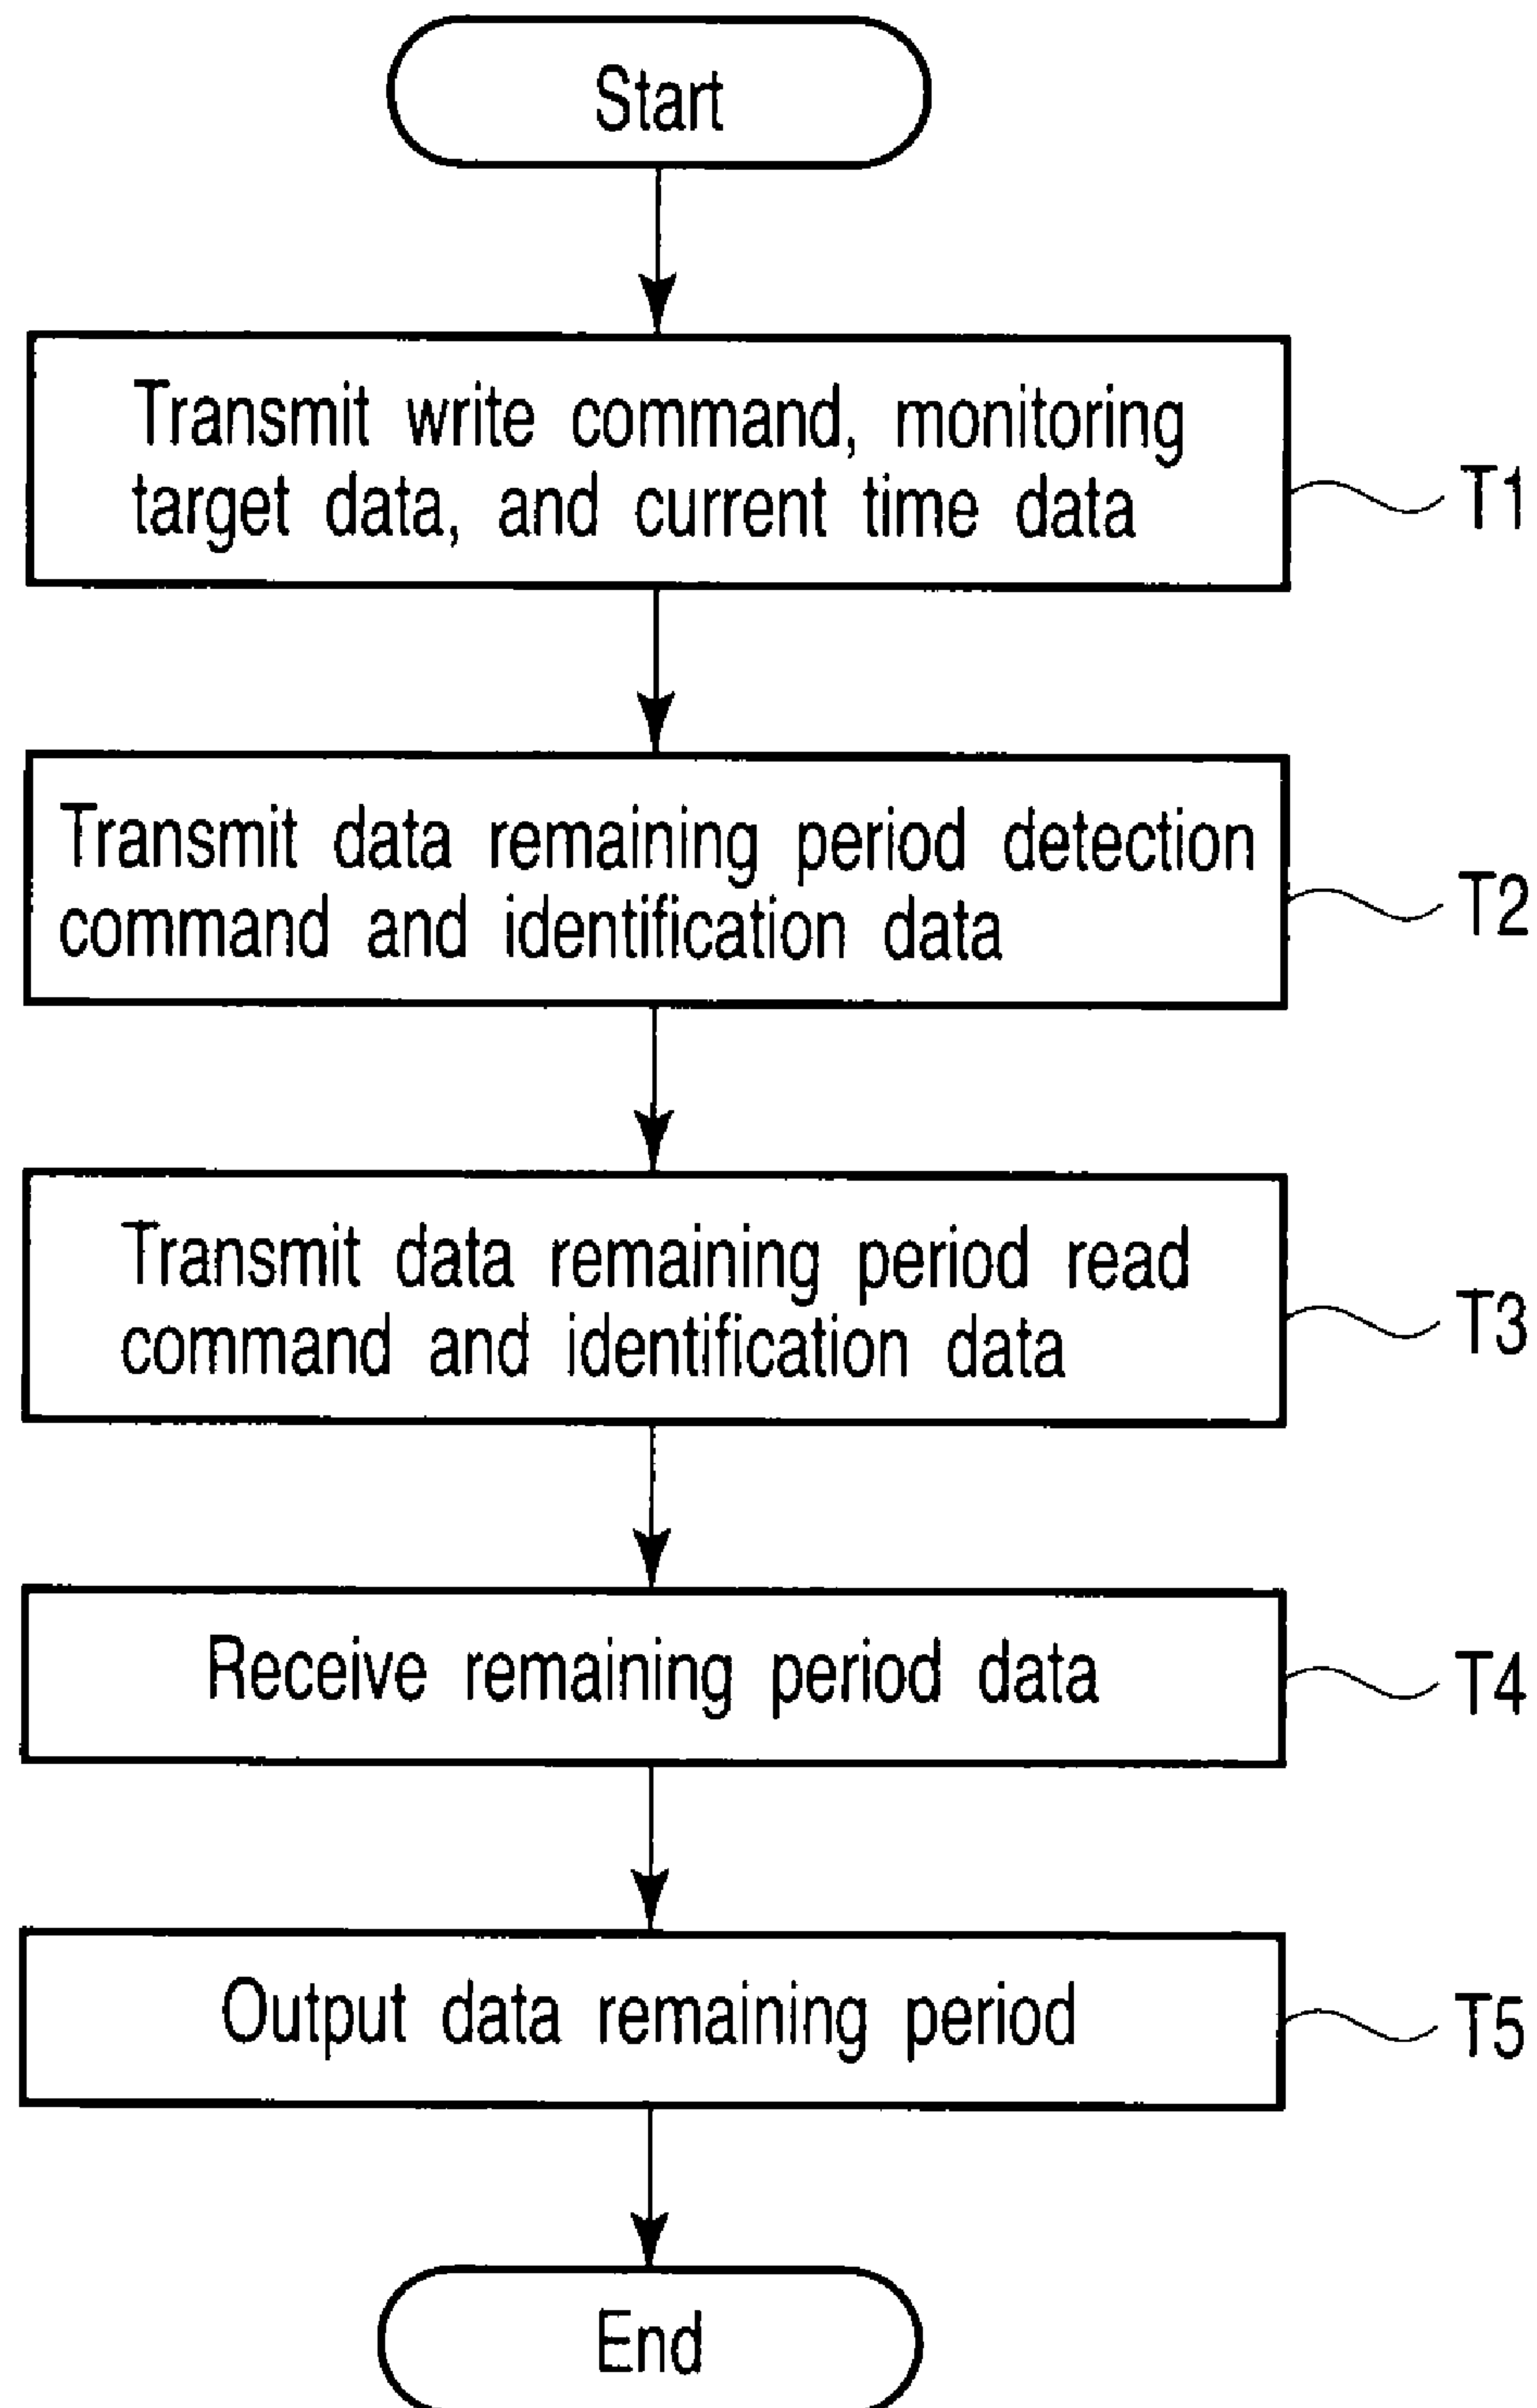 Start
Transmit write command, monitoring
target data, and current time data
T1
Transmit data remaining period detection
command and identification data
T2
Transmit data remaining period read
command and identification data
T3
Receive remaining period data
T4
Output data remaining period
T5
End